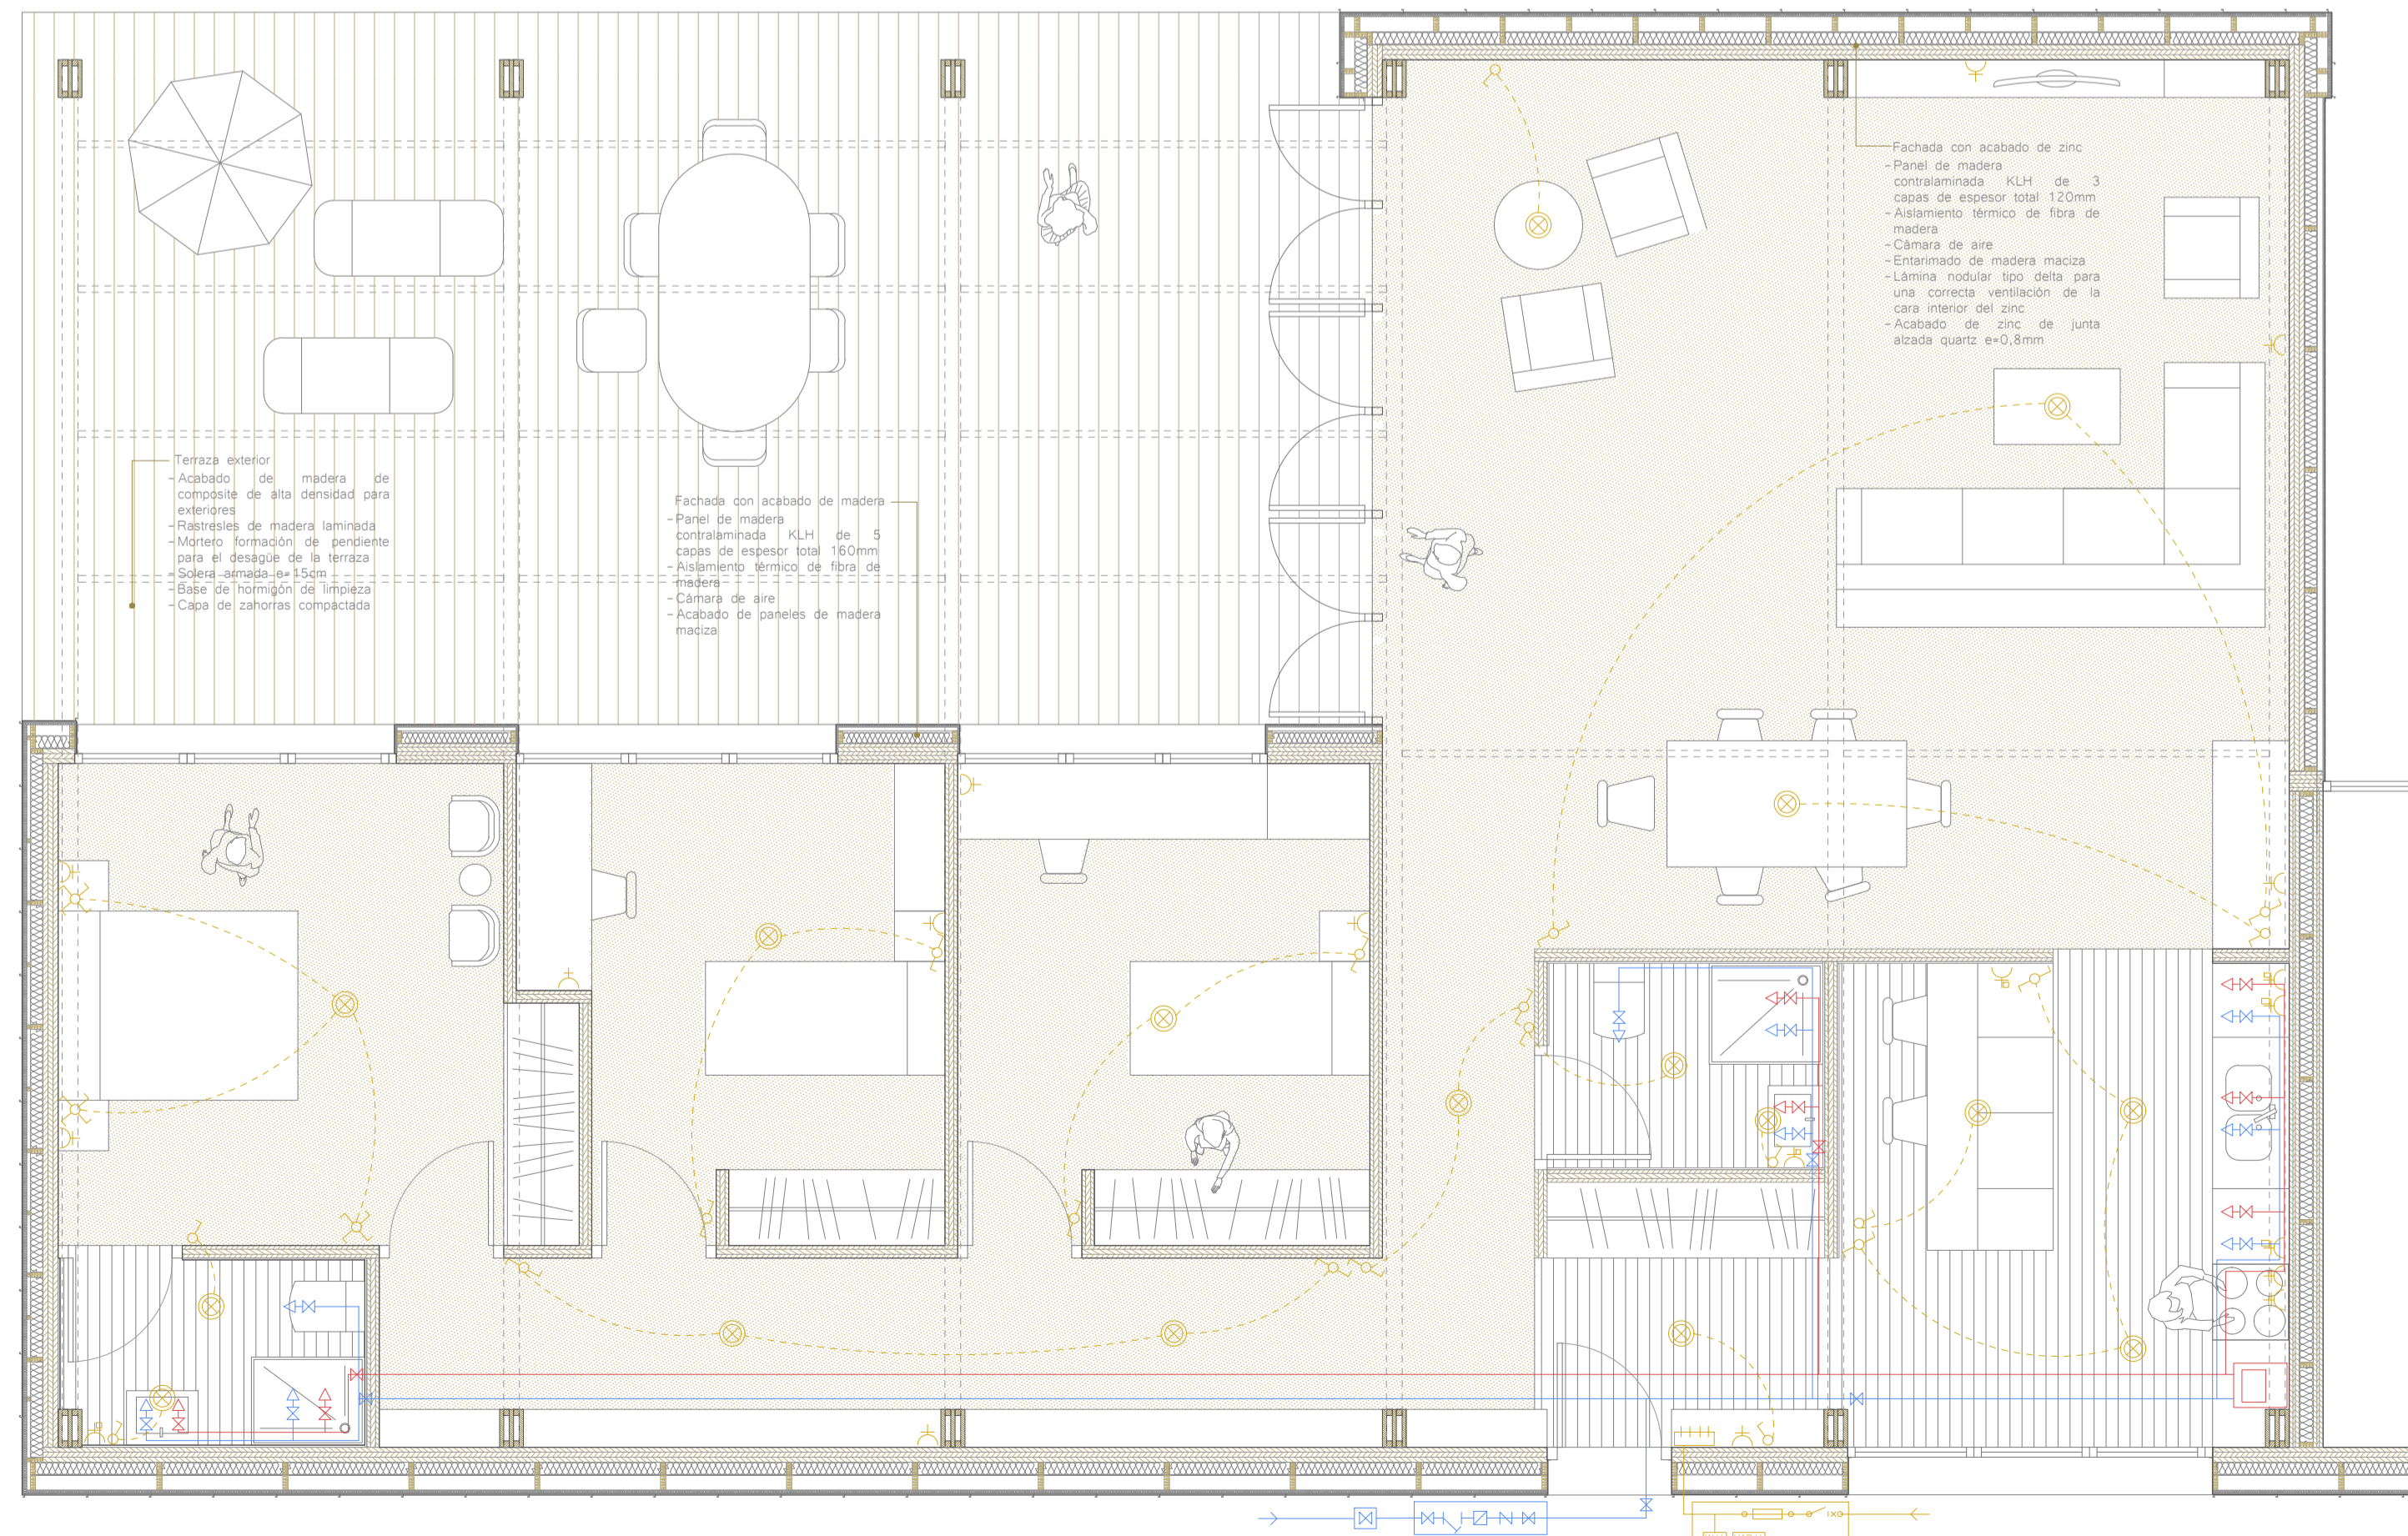 Fachada con acabado de zinc
-Panel de madera
contralaminada KLH de 3
capas de espesor total 120mm
-Aislamiento térmico de fibra de
madera
-Cámara de aire
-Entarimado de madera maciza
-Lámina nodular tipo delta para
una correcta ventilación de la
cara interior del zinc
-Acabado de zinc de junta
alzada quartz e=0,8mm
Terraza exterior
-Acabado de madera de
composite de alta densidad para
exteriores
-Rastresles de madera laminada
-Mortero formación de pendiente
para el desagüe de la terraza
-Solera armada e=15cm
-Base de hormigón de limpieza
-Capa de zahorras compactada
Fachada con acabado de madera
-Panel de madera
contralaminada KLH de 5
capas de espesor total 160mm
-Aislamiento térmico de fibra de
madera
-Cámara de aire
-Acabado de paneles de madera
maciza